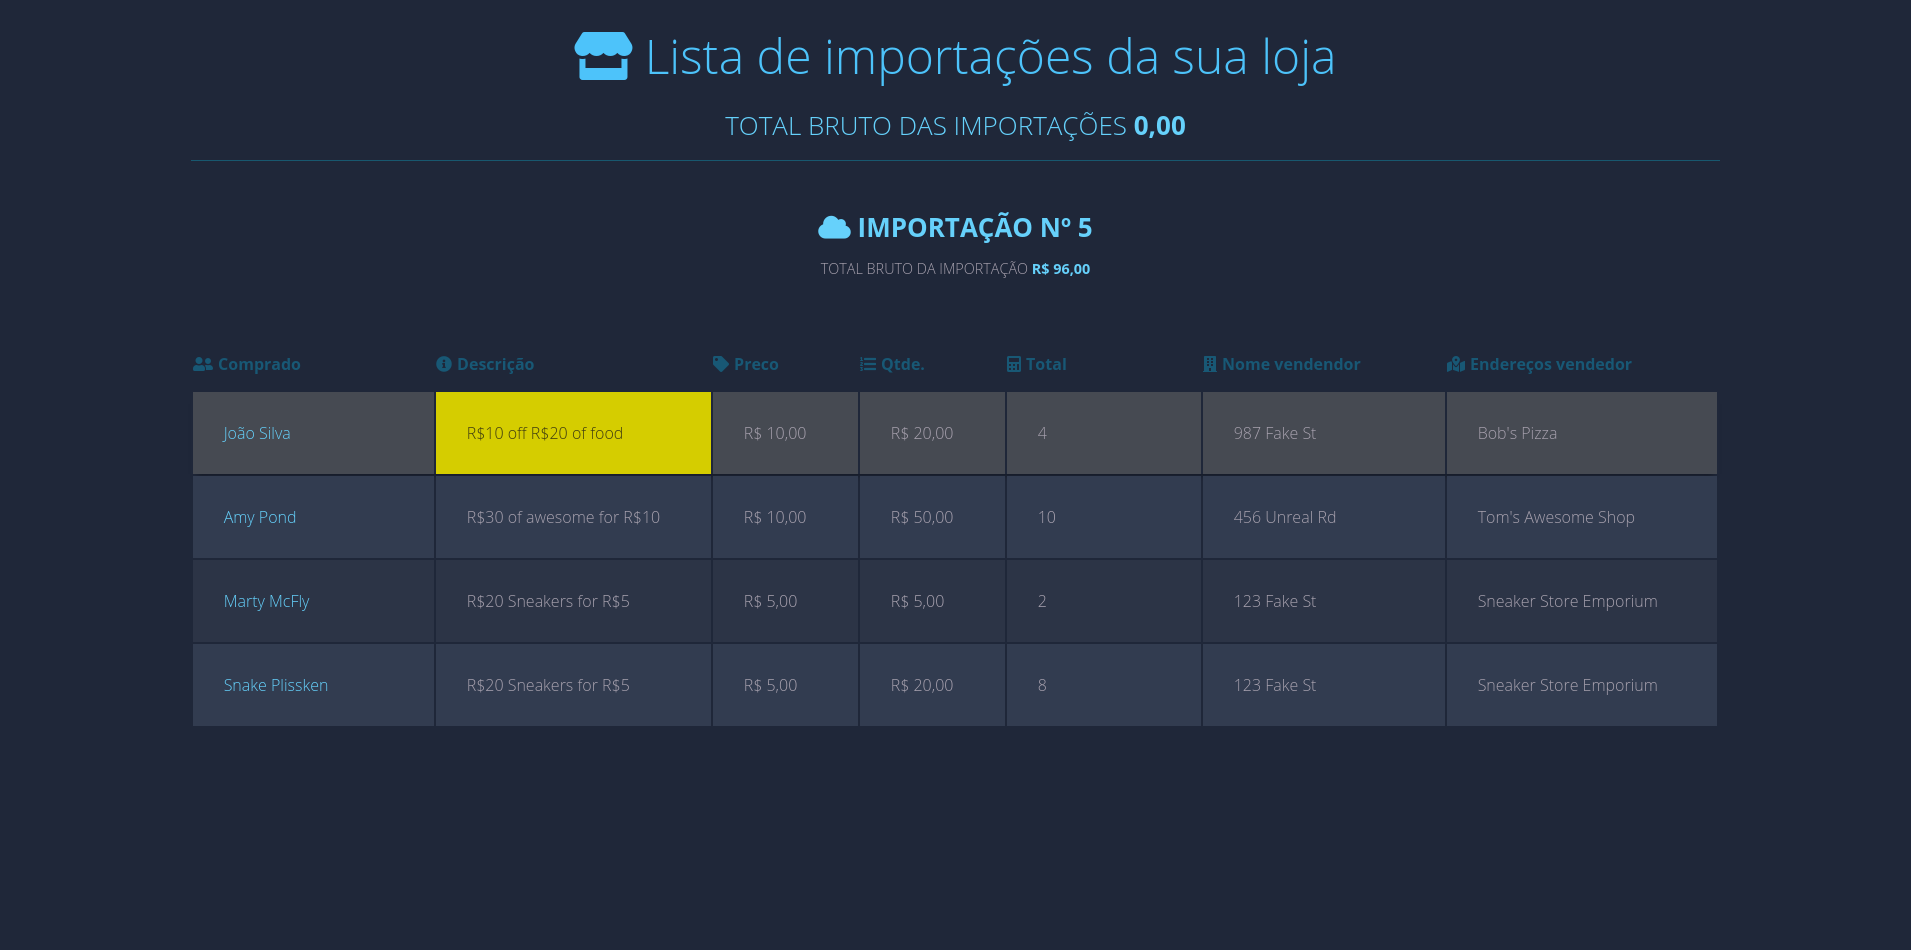 Lista de importações da sua loja
TOTAL BRUTO DAS IMPORTAÇÕES 0,00
IMPORTAÇÃO Nº 5
TOTAL BRUTO DA IMPORTAÇÃO R$ 96,00
Comprado Descrição Preco Qtde. Total Nome vendendor Endereços vendedor
João Silva R$10 off R$20 of food R$ 10,00 R$ 20,00 4 987 Fake St Bob's Pizza
Amy Pond R$30 of awesome for R$10 R$ 10,00 R$ 50,00 10 456 Unreal Rd Tom's Awesome Shop
Marty McFly R$20 Sneakers for R$5 R$ 5,00 R$ 5,00 2 123 Fake St Sneaker Store Emporium
Snake Plissken R$20 Sneakers for R$5 R$ 5,00 R$ 20,00 8 123 Fake St Sneaker Store Emporium